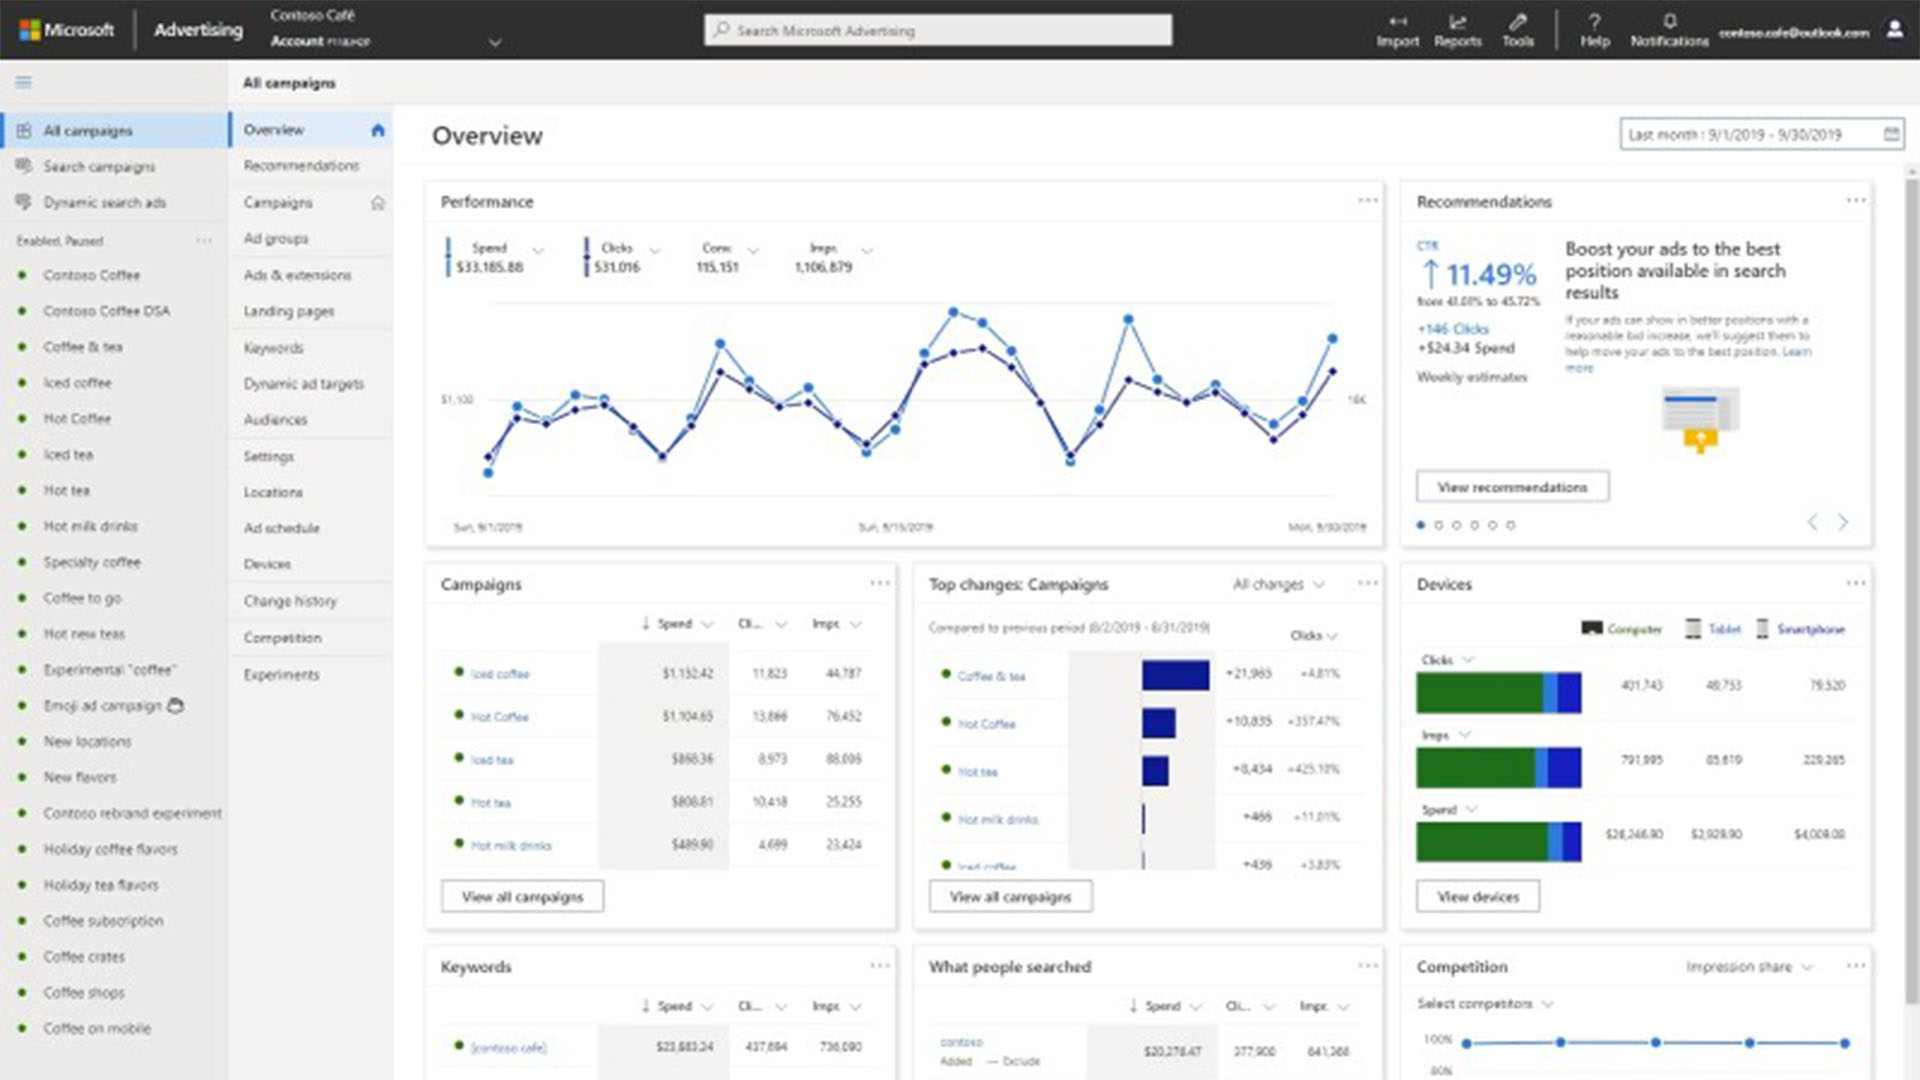 Microsoft
Advertising
Contoso Café
Account
Search Microsoft Advertising
Import
Reports
Tools
Help
Notifications
contoso.cafe@outlook.com
All campaigns
Search campaigns
Dynamic search ads
Enabled, Paused
Contoso Coffee
Contoso Coffee DSA
Coffee & tea
Iced coffee
Hot Coffee
Iced tea
Hot tea
Hot milk drinks
Specialty coffee
Coffee to go
Hot new teas
Experimental "coffee"
Emoji ad campaign
New locations
New flavors
Contoso rebrand experiment
Holiday coffee flavors
Holiday tea flavors
Coffee subscription
Coffee crates
Coffee shops
Coffee on mobile
All campaigns
Overview
Recommendations
Campaigns
Ad groups
Ads & extensions
Landing pages
Keywords
Dynamic ad targets
Audiences
Settings
Locations
Ad schedule
Devices
Change history
Competition
Experiments
Overview
Last month : 9/1/2019 - 9/30/2019
Performance
Spend Clicks Conv. Impr.
$33,185.88 531,016 115,151 1,106,879
$1,100
Sun, 9/1/2019 Sun, 9/15/2019 Mon, 9/30/2019
Recommendations
CTR
↑ 11.49%
from 41.01% to 45.72%
+146 Clicks
+$24.34 Spend
Weekly estimates
Boost your ads to the best
position available in search
results
If your ads can show in better positions with a
reasonable bid increase, we'll suggest them to
help move your ads to the best position. Learn
more
View recommendations
Campaigns
↓ Spend Cli... Impr.
Iced coffee $1,152.42 11,823 44,787
Hot Coffee $1,104.65 13,866 76,452
Iced tea $868.36 8,973 88,006
Hot tea $808.81 10,418 25,255
Hot milk drinks $489.90 4,699 23,424
View all campaigns
Top changes: Campaigns
All changes
Compared to previous period (8/2/2019 - 8/31/2019)
Clicks
Coffee & tea +21,965 +4.81%
Hot Coffee +10,835 +357.47%
Hot tea +8,434 +425.10%
Hot milk drinks +466 +11.01%
Iced coffee +436 +3.83%
View all campaigns
Devices
Computer Tablet Smartphone
Clicks
401,743 49,753 79,520
Impr.
791,995 85,619 229,265
Spend
$26,246.90 $2,929.90 $4,009.08
View devices
Keywords
↓ Spend Cli... Impr.
[contoso cafe] 437,694 736,090
What people searched
↓ Spend Cli... Impr.
contoso $20,276.47 377,900 641,368
Added — Exclude
Competition
Impression share
Select competitors
100%
80%